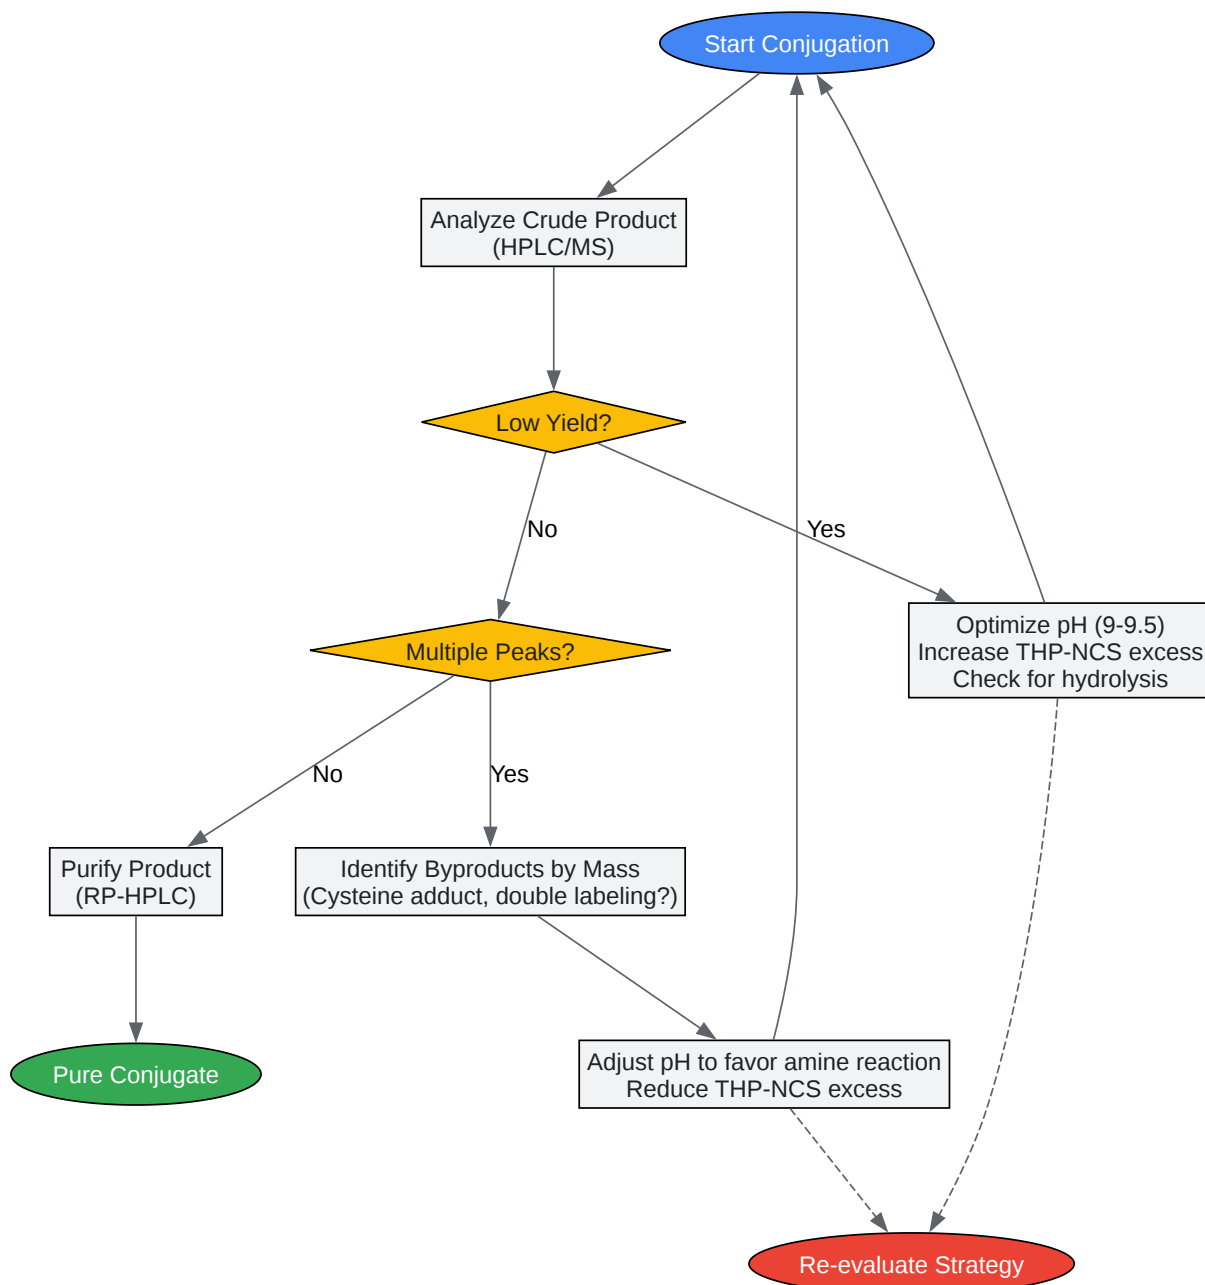 Start Conjugation
Analyze Crude Product
(HPLC/MS)
Low Yield?
No
Yes
Optimize pH (9-9.5)
Increase THP-NCS excess
Check for hydrolysis
Multiple Peaks?
No
Yes
Purify Product
(RP-HPLC)
Identify Byproducts by Mass
(Cysteine adduct, double labeling?)
Pure Conjugate
Adjust pH to favor amine reaction
Reduce THP-NCS excess
Re-evaluate Strategy